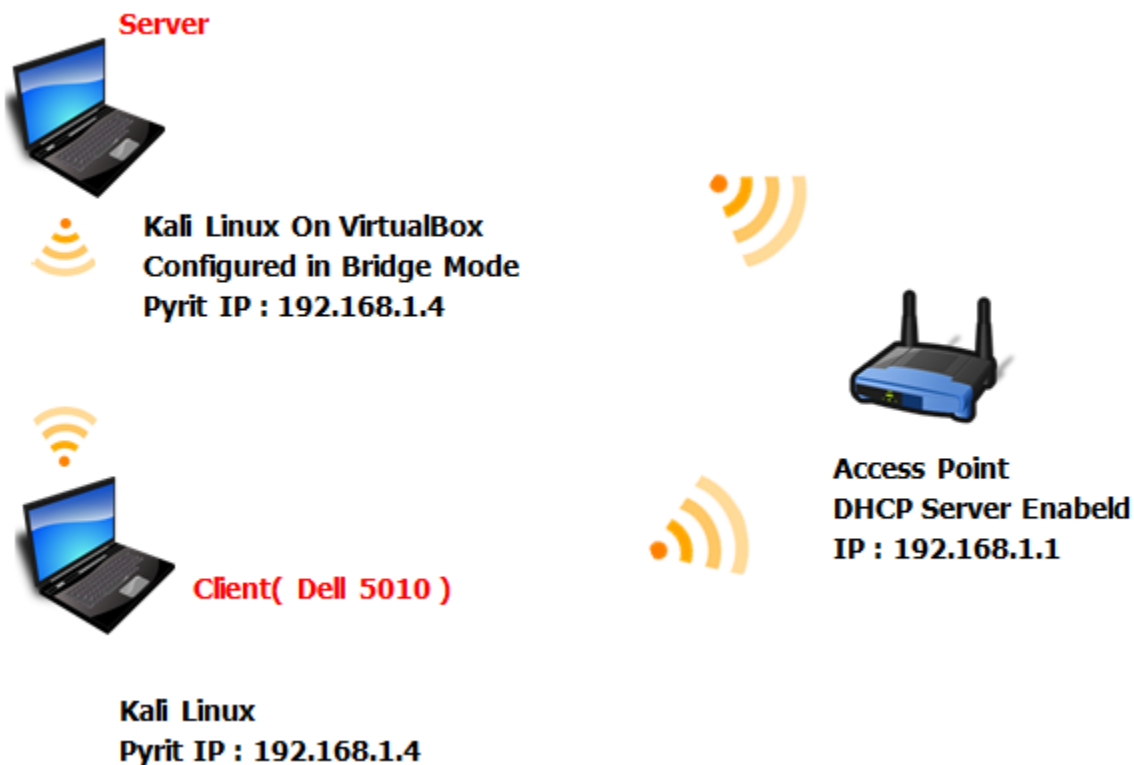 Server
Kali Linux On VirtualBox
Configured in Bridge Mode
Pyrit IP : 192.168.1.4
Access Point
DHCP Server Enabeld
IP : 192.168.1.1
Client( Dell 5010 )
Kali Linux
Pyrit IP : 192.168.1.4